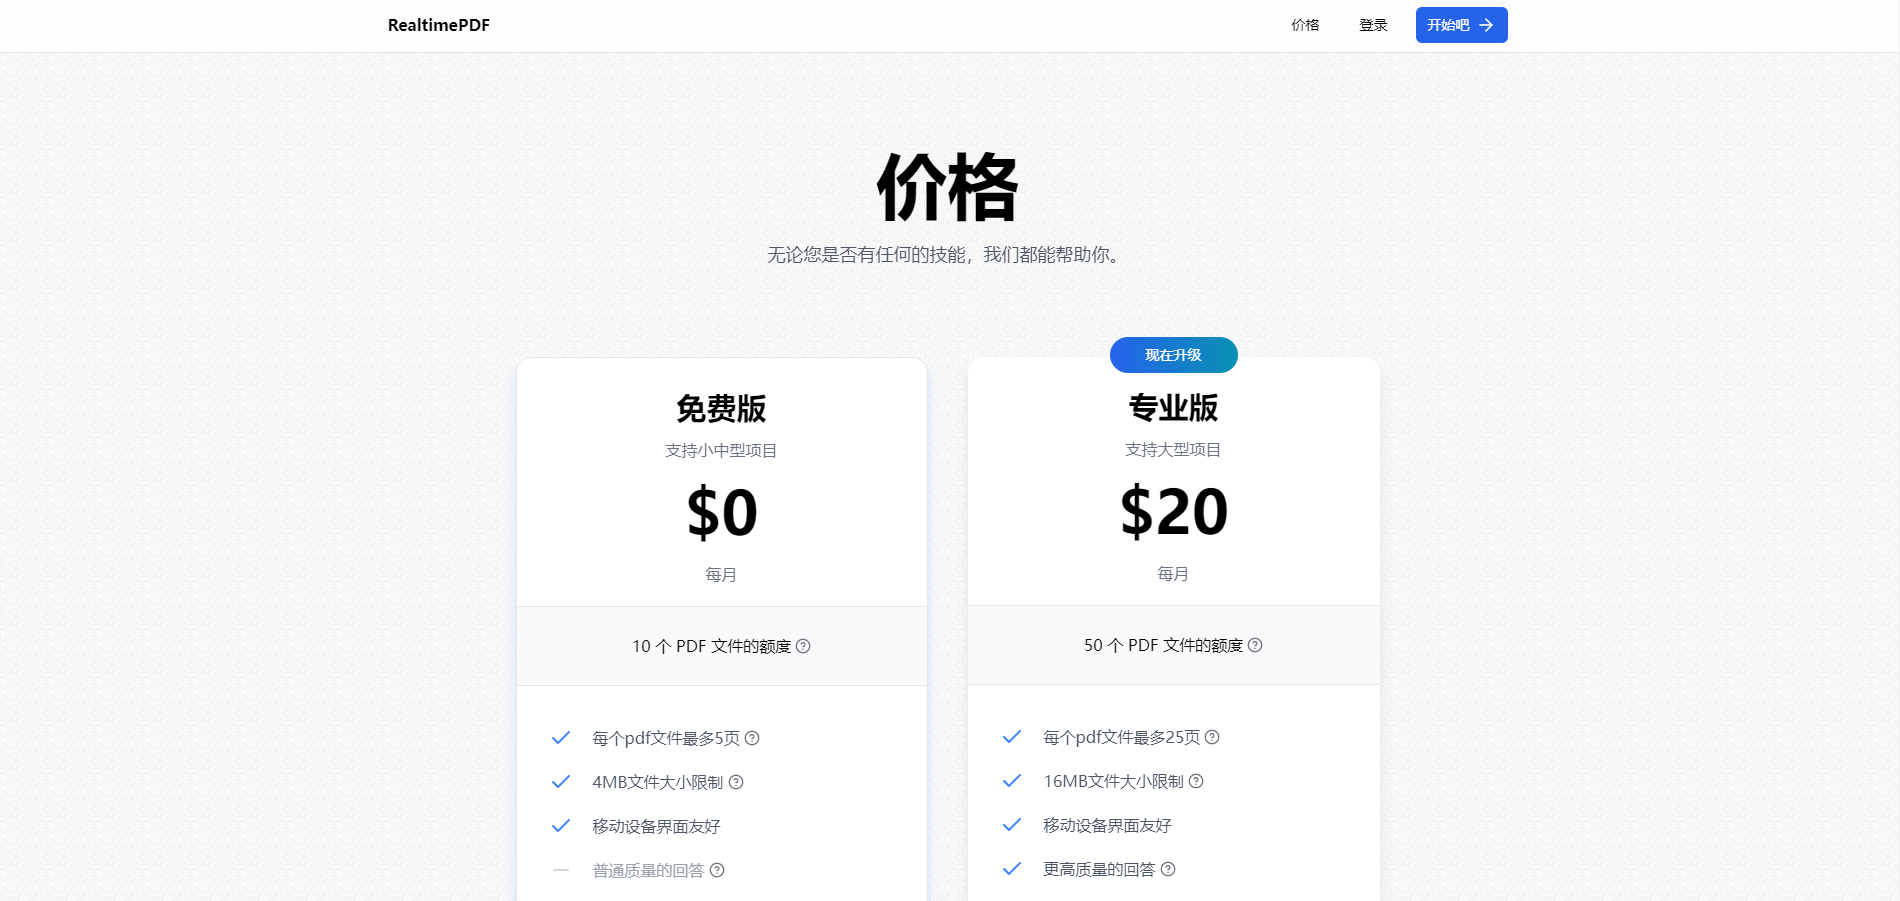 RealtimePDF
价格
登录
开始吧
价格
无论您是否有任何的技能，我们都能帮助你。
免费版
支持小中型项目
$0
每月
10 个 PDF 文件的额度
每个pdf文件最多5页
4MB文件大小限制
移动设备界面友好
普通质量的回答
现在升级
专业版
支持大型项目
$20
每月
50 个 PDF 文件的额度
每个pdf文件最多25页
16MB文件大小限制
移动设备界面友好
更高质量的回答